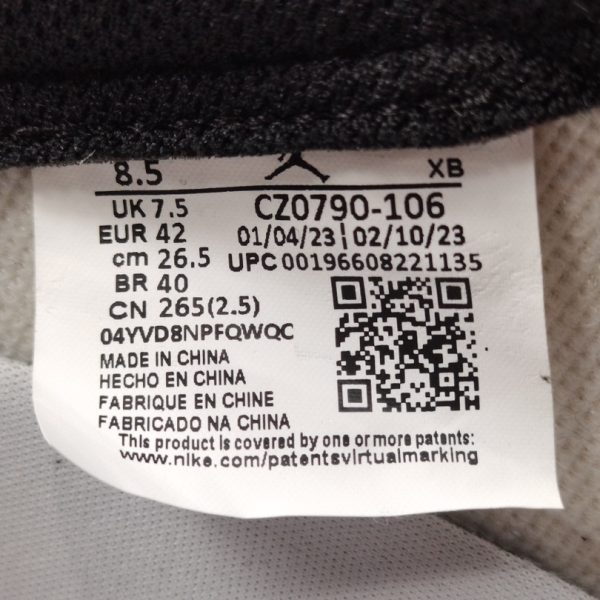 8.5 XB
UK 7.5 CZ0790-106
EUR 42 01/04/23 | 02/10/23
cm 26.5 UPC 00196608221135
BR 40
CN 265(2.5)
04YVD8NPFQWQC
MADE IN CHINA
HECHO EN CHINA
FABRIQUE EN CHINE
FABRICADO NA CHINA
This product is covered by one or more patents:
www.nike.com/patentsvirtualmarking